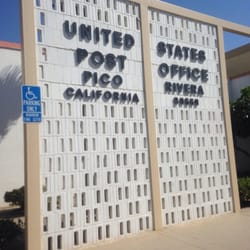 UNITED STATES
POST OFFICE
PICO RIVERA
CALIFORNIA
PARKING
ONLY